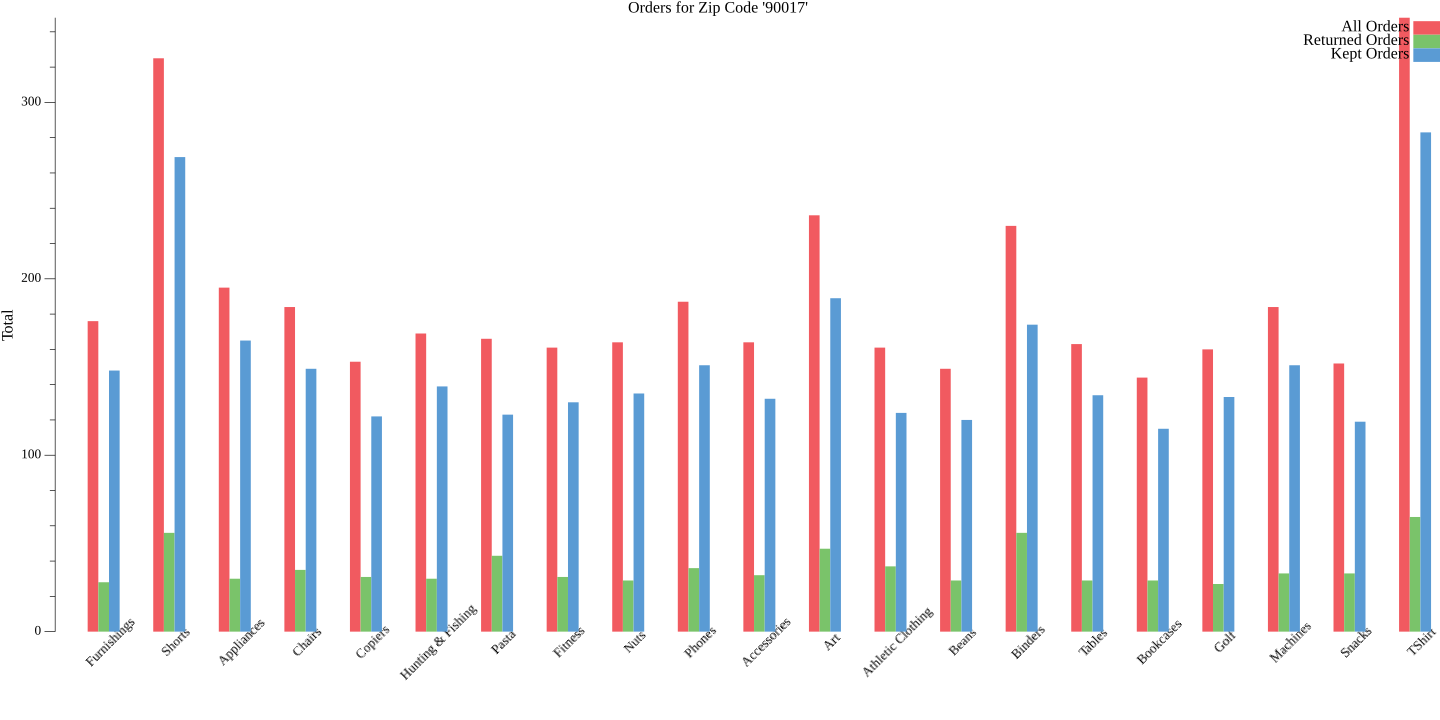 Orders for Zip Code '90017'
All Orders
Returned Orders
Kept Orders
Total
300
200
100
0
Furnishings
Shorts
Appliances
Chairs
Copiers
Hunting & Fishing
Pasta
Fitness
Nuts
Phones
Accessories
Art
Athletic Clothing
Beans
Binders
Tables
Bookcases
Golf
Machines
Snacks
TShirt